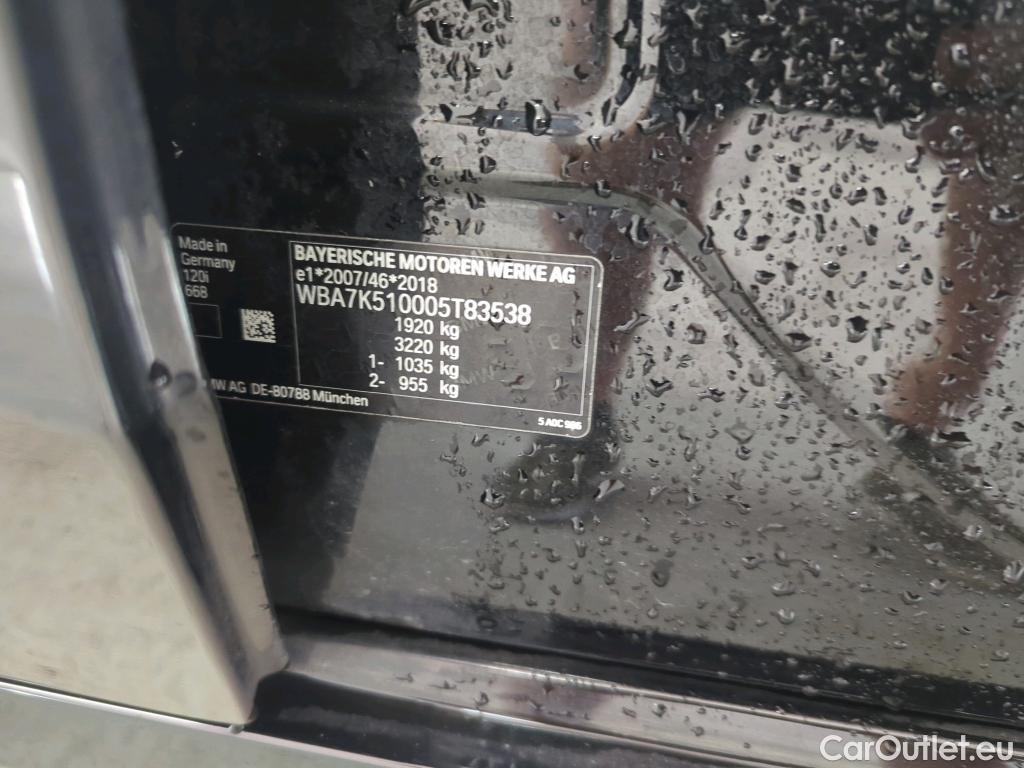 Made in
Germany
120i
668
BAYERISCHE MOTOREN WERKE AG
e1*2007/46*2018
WBA7K510005T83538
1920 kg
3220 kg
1- 1035 kg
2- 955 kg
MW AG DE-80788 München
5 A0C 986
CarOutlet.eu